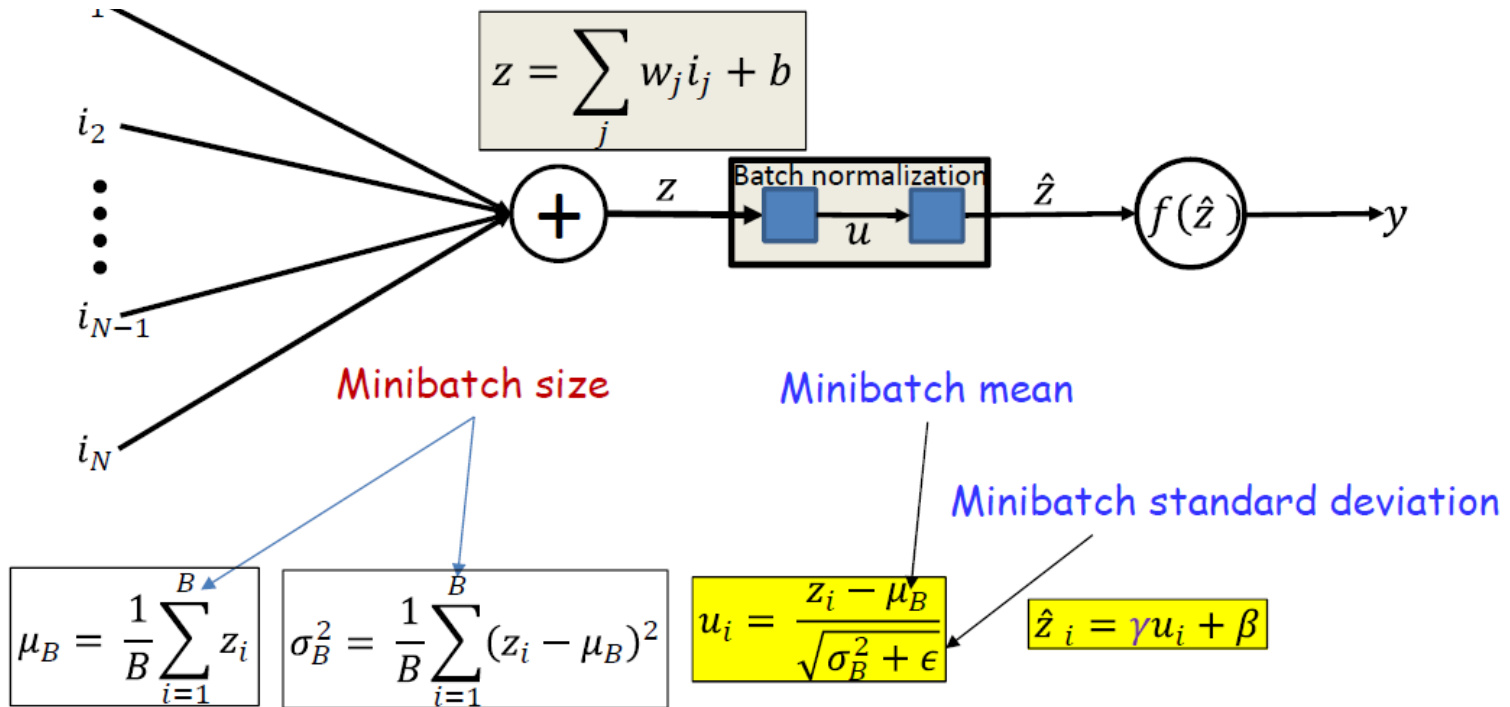 z = ∑_j w_j i_j + b
i_2
Batch normalization
+
z
u
ẑ
f(ẑ)
y
i_{N−1}
Minibatch size
Minibatch mean
i_N
Minibatch standard deviation
μ_B = 1/B ∑_{i=1}^{B} z_i
σ_B^2 = 1/B ∑_{i=1}^{B} (z_i − μ_B)^2
u_i = (z_i − μ_B) / √(σ_B^2 + ϵ)
ẑ_i = γu_i + β